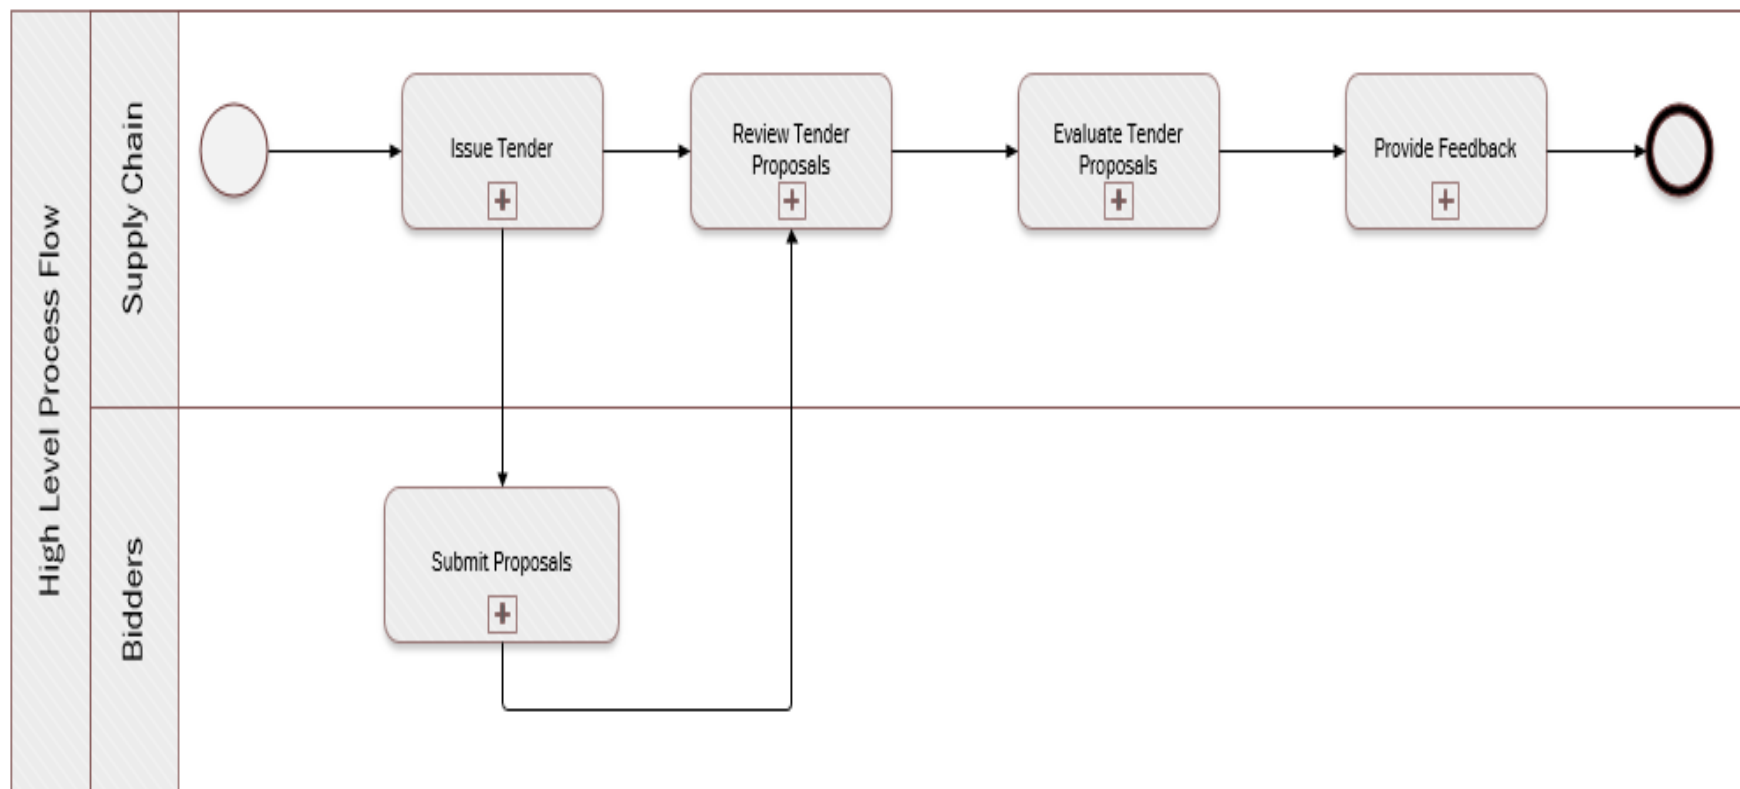 High Level Process Flow
Supply Chain
Issue Tender
Review Tender
Proposals
Evaluate Tender
Proposals
Provide Feedback
Bidders
Submit Proposals